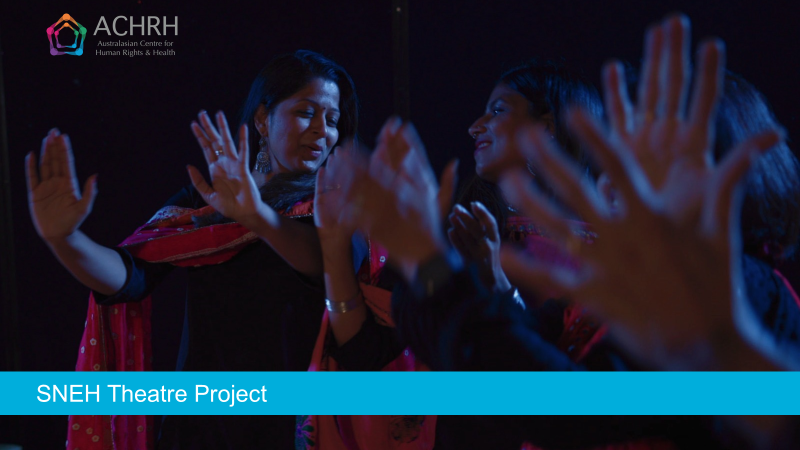 ACHRH
Australasian Centre for
Human Rights & Health
SNEH Theatre Project